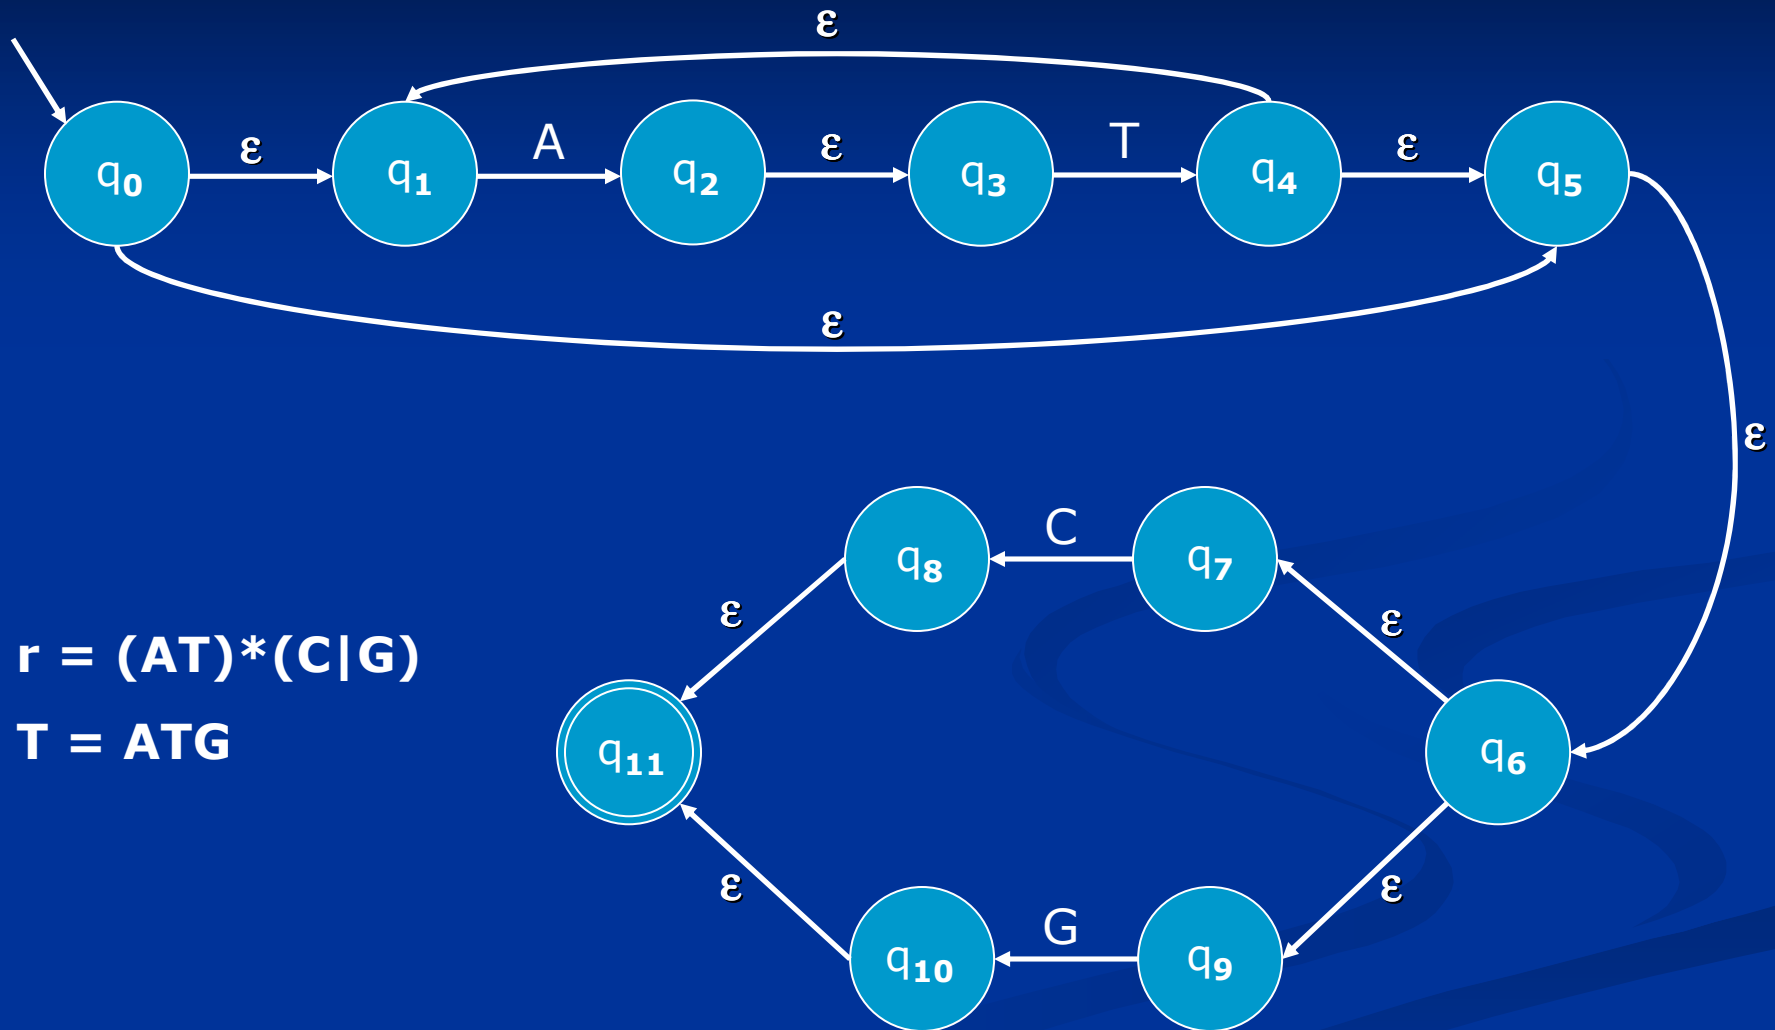 ε
q0
ε
q1
A
q2
ε
q3
T
q4
ε
q5
ε
ε
q8
C
q7
ε
ε
r = (AT)*(C|G)
T = ATG
q11
q6
ε
ε
q10
G
q9